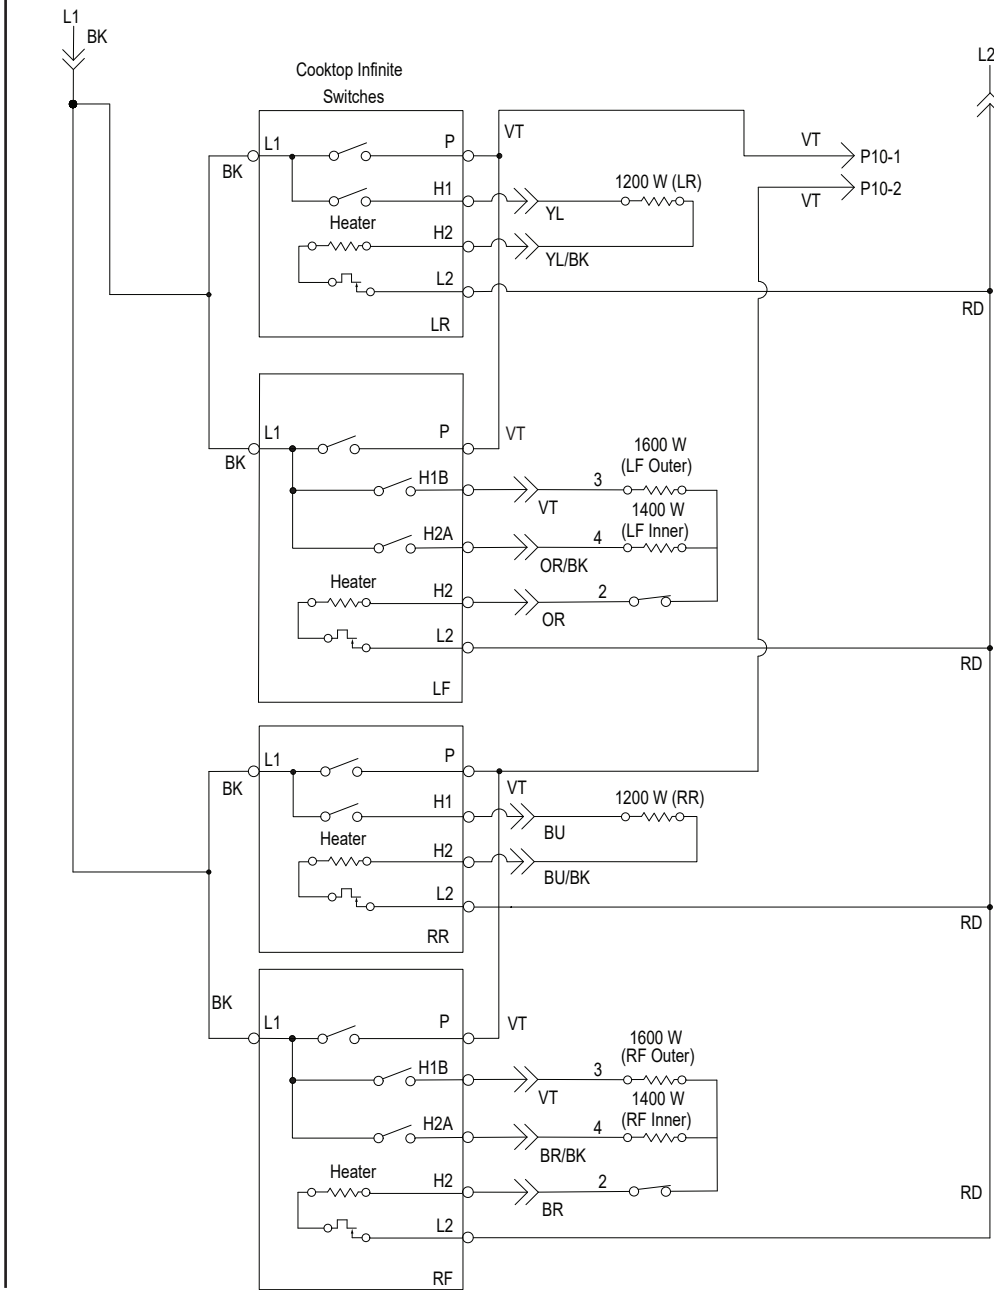 L1
BK
L2
Cooktop Infinite
Switches
L1
P
VT
VT
P10-1
BK
H1
1200 W (LR)
VT
P10-2
YL
Heater
H2
YL/BK
L2
RD
LR
L1
P
VT
BK
1600 W
(LF Outer)
H1B
3
VT
1400 W
(LF Inner)
H2A
4
OR/BK
Heater
H2
2
OR
L2
RD
LF
L1
P
BK
VT
H1
1200 W (RR)
BU
Heater
H2
BU/BK
L2
RD
RR
BK
L1
P
VT
1600 W
(RF Outer)
H1B
3
VT
1400 W
(RF Inner)
H2A
4
BR/BK
Heater
H2
2
RD
BR
L2
RF